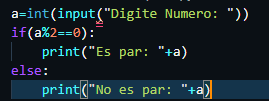 a=int(input("Digite Numero: "))
if(a%2==0):
    print("Es par: "+a)
else:
    print("No es par: "+a)